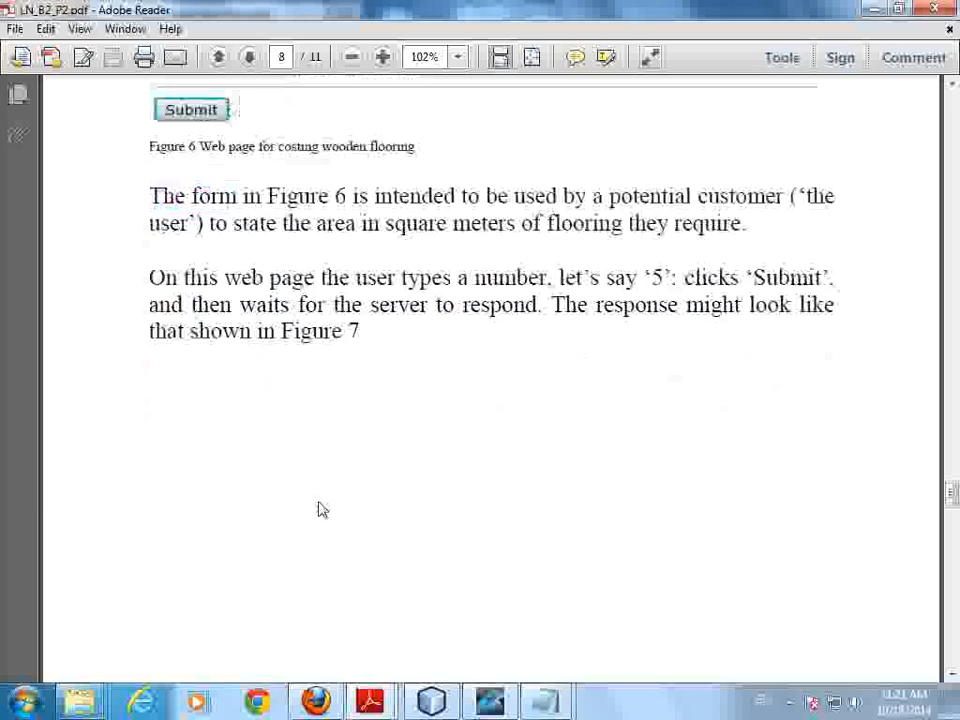 LN_B2_P2.pdf - Adobe Reader
File Edit View Window Help
8 / 11 102% Tools Sign Comment
Submit
Figure 6 Web page for costing wooden flooring
The form in Figure 6 is intended to be used by a potential customer (‘the
user’) to state the area in square meters of flooring they require.
On this web page the user types a number, let’s say ‘5’; clicks ‘Submit’,
and then waits for the server to respond. The response might look like
that shown in Figure 7